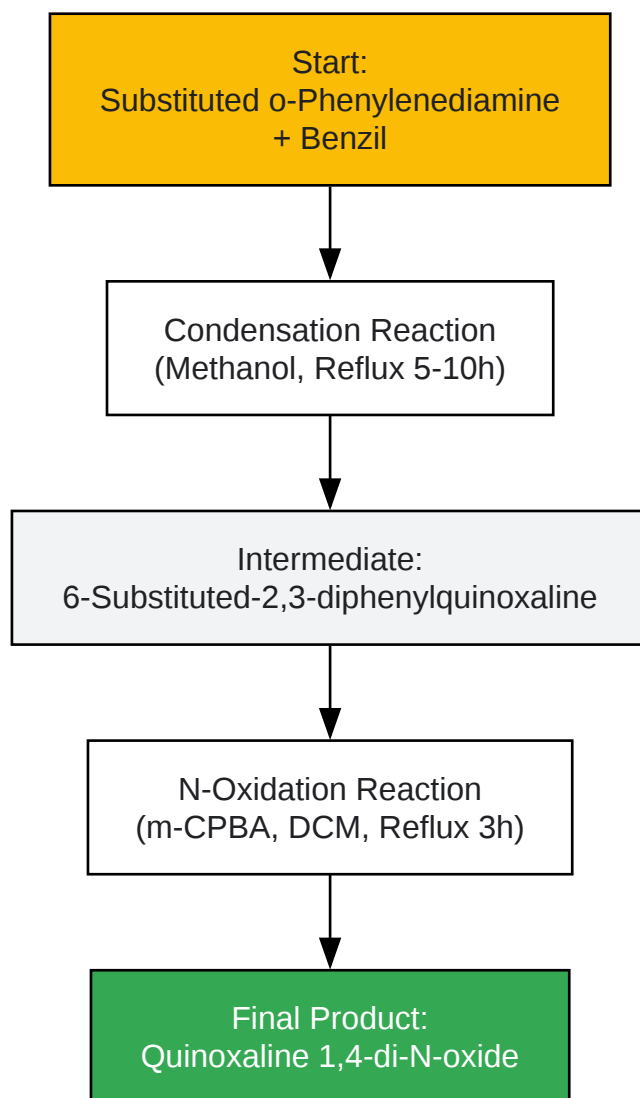 Start:
Substituted o-Phenylenediamine
+ Benzil
Condensation Reaction
(Methanol, Reflux 5-10h)
Intermediate:
6-Substituted-2,3-diphenylquinoxaline
N-Oxidation Reaction
(m-CPBA, DCM, Reflux 3h)
Final Product:
Quinoxaline 1,4-di-N-oxide